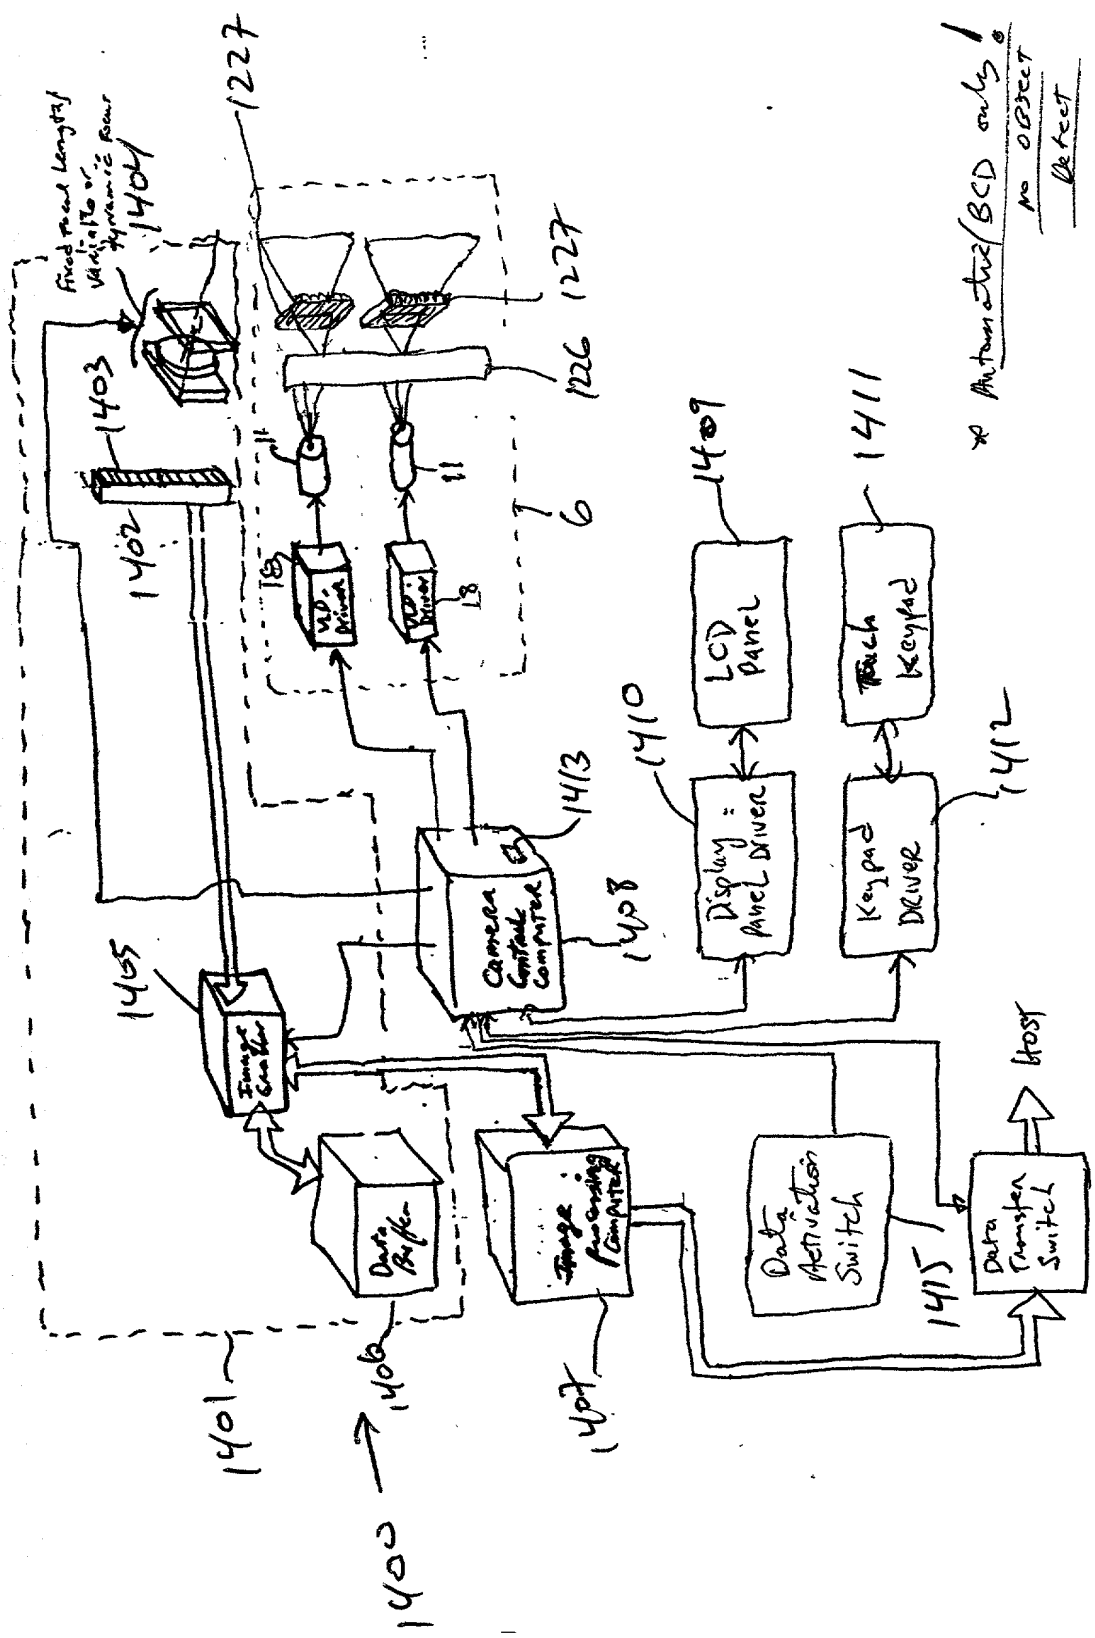 Fixed focal length/
variable or
dynamic focus
1404
1227
1403
1402
1405
1401
1406
1400
Image
Grabber
Data
Buffer
18
VLD.
Driver
11
VLD.
Driver
18
11
1226
1227
6
Camera
Control
Computer
1413
1408
Image
Processing
Computer
1407
1410
Display
Panel Driver
LCD
Panel
1409
Keypad
DRIVER
1412
Touch
Keypad
1411
Data
Activation
Switch
1415
Data
Transfer
Switch
Host
* Automatic/BCD only!
no object
Detect